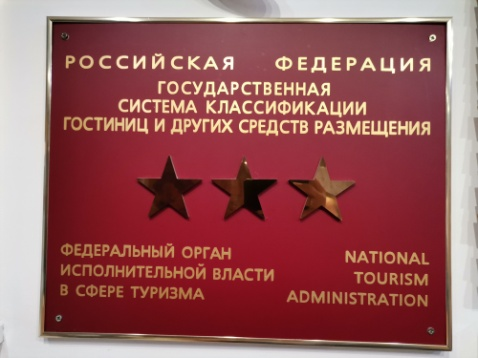 РОССИЙСКАЯ ФЕДЕРАЦИЯ
ГОСУДАРСТВЕННАЯ
СИСТЕМА КЛАССИФИКАЦИИ
ГОСТИНИЦ И ДРУГИХ СРЕДСТВ РАЗМЕЩЕНИЯ
ФЕДЕРАЛЬНЫЙ ОРГАН
ИСПОЛНИТЕЛЬНОЙ ВЛАСТИ
В СФЕРЕ ТУРИЗМА
NATIONAL
TOURISM
ADMINISTRATION